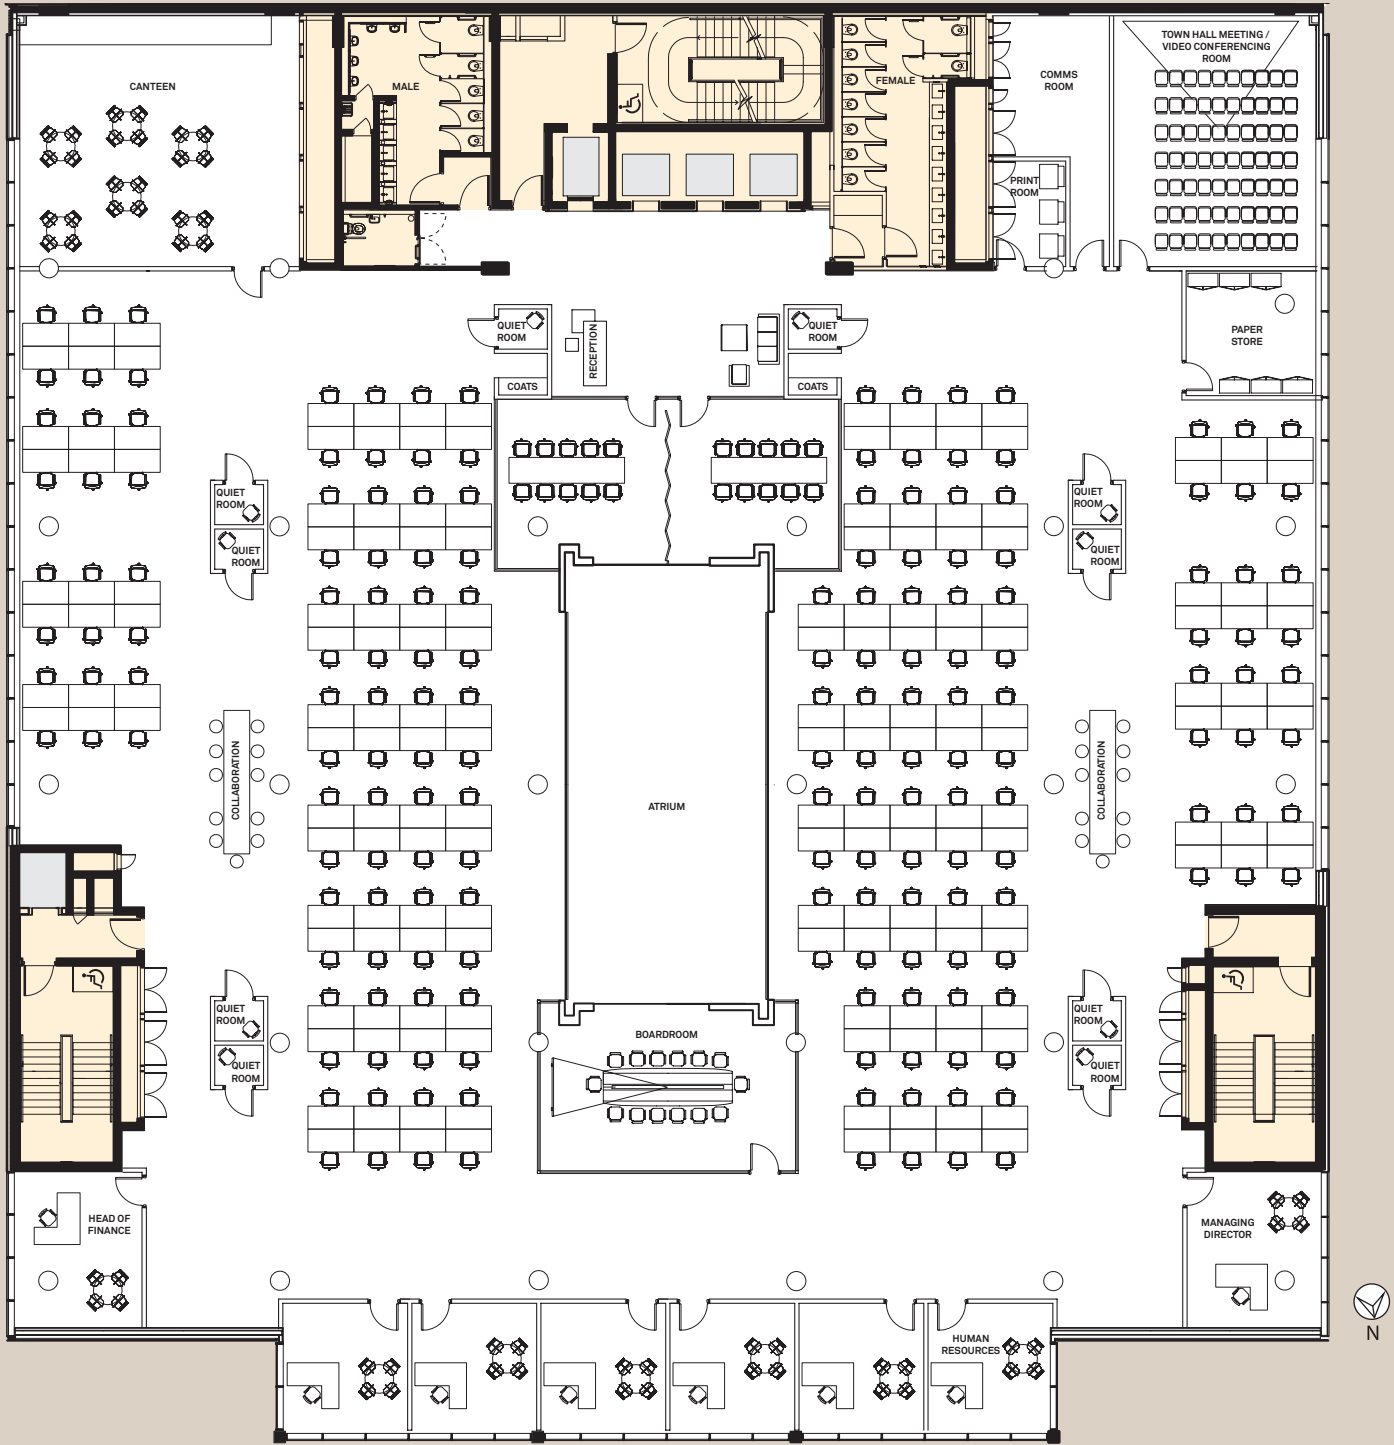 CANTEEN
MALE
FEMALE
COMMS
ROOM
TOWN HALL MEETING /
VIDEO CONFERENCING
ROOM
PRINT
ROOM
QUIET
ROOM
RECEPTION
QUIET
ROOM
PAPER
STORE
COATS
COATS
QUIET
ROOM
QUIET
ROOM
QUIET
ROOM
QUIET
ROOM
COLLABORATION
ATRIUM
COLLABORATION
QUIET
ROOM
QUIET
ROOM
BOARDROOM
QUIET
ROOM
QUIET
ROOM
HEAD OF
FINANCE
MANAGING
DIRECTOR
HUMAN
RESOURCES
N